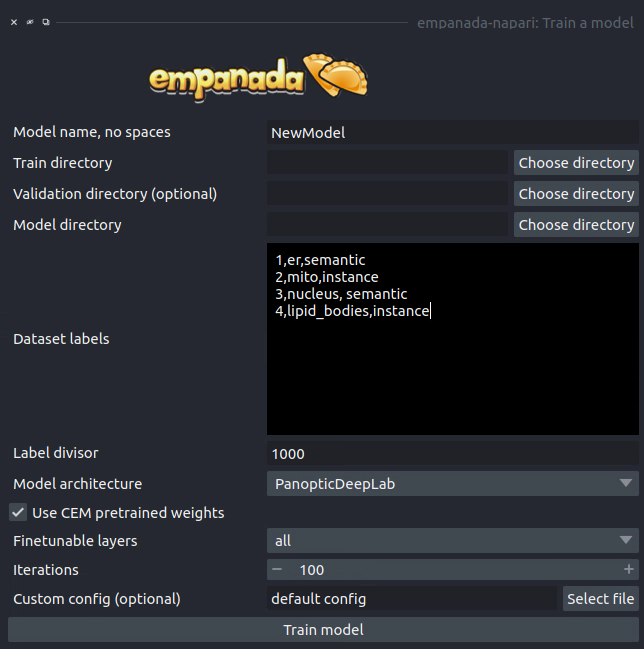 empanada-napari: Train a model
empanada
Model name, no spaces NewModel
Train directory Choose directory
Validation directory (optional) Choose directory
Model directory Choose directory
Dataset labels
1,er,semantic
2,mito,instance
3,nucleus, semantic
4,lipid_bodies,instance
Label divisor 1000
Model architecture PanopticDeepLab
Use CEM pretrained weights
Finetunable layers all
Iterations − 100 +
Custom config (optional) default config Select file
Train model